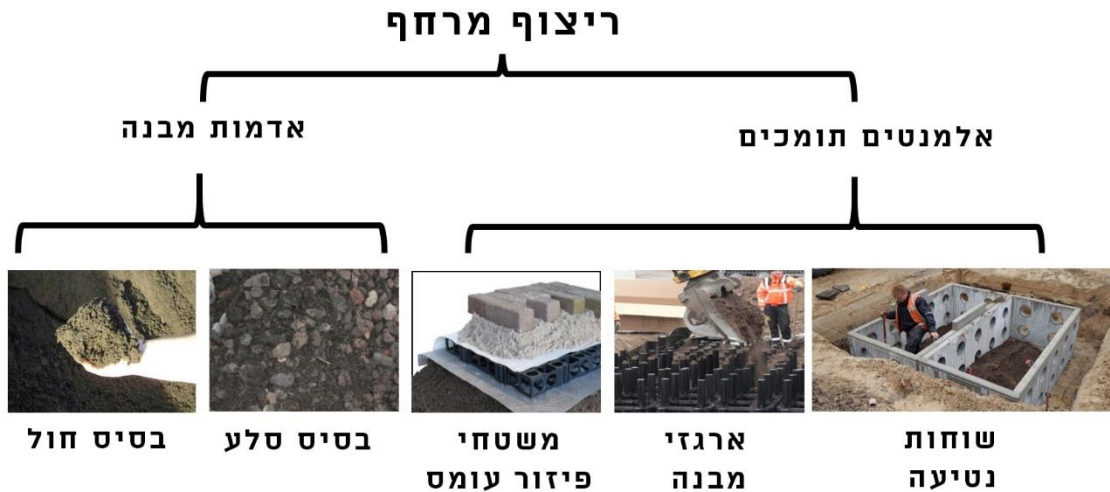 ריצוף מרחף
אלמנטים תומכים
אדמות מבנה
שוחות
נטיעה
ארגזי
מבנה
משטחי
פיזור עומס
בסיס סלע
בסיס חול